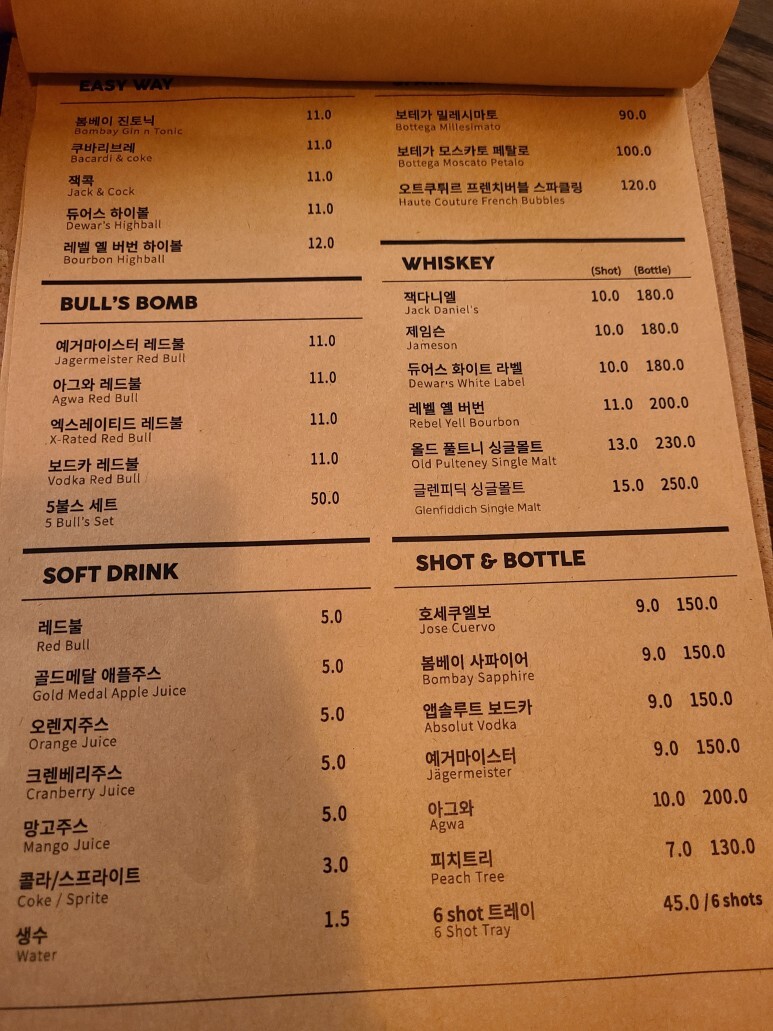 EASY WAY
봄베이 진토닉 11.0
Bombay Gin n Tonic
쿠바리브레 11.0
Bacardi & coke
잭콕 11.0
Jack & Cock
듀어스 하이볼 11.0
Dewar's Highball
레벨 옐 버번 하이볼 12.0
Bourbon Highball
BULL'S BOMB
예거마이스터 레드불 11.0
Jagermeister Red Bull
아그와 레드불 11.0
Agwa Red Bull
엑스레이티드 레드불 11.0
X-Rated Red Bull
보드카 레드불 11.0
Vodka Red Bull
5불스 세트 50.0
5 Bull's Set
SOFT DRINK
레드불 5.0
Red Bull
골드메달 애플주스 5.0
Gold Medal Apple Juice
오렌지주스 5.0
Orange Juice
크렌베리주스 5.0
Cranberry Juice
망고주스 5.0
Mango Juice
콜라/스프라이트 3.0
Coke / Sprite
생수 1.5
Water
보테가 밀레시마토 90.0
Bottega Millesimato
보테가 모스카토 페탈로 100.0
Bottega Moscato Petalo
오트쿠튀르 프렌치버블 스파클링 120.0
Haute Couture French Bubbles
WHISKEY (Shot) (Bottle)
잭다니엘 10.0 180.0
Jack Daniel's
제임슨 10.0 180.0
Jameson
듀어스 화이트 라벨 10.0 180.0
Dewar's White Label
레벨 옐 버번 11.0 200.0
Rebel Yell Bourbon
올드 풀트니 싱글몰트 13.0 230.0
Old Pulteney Single Malt
글렌피딕 싱글몰트 15.0 250.0
Glenfiddich Single Malt
SHOT & BOTTLE
호세쿠엘보 9.0 150.0
Jose Cuervo
봄베이 사파이어 9.0 150.0
Bombay Sapphire
앱솔루트 보드카 9.0 150.0
Absolut Vodka
예거마이스터 9.0 150.0
Jägermeister
아그와 10.0 200.0
Agwa
피치트리 7.0 130.0
Peach Tree
6 shot 트레이 45.0 / 6 shots
6 Shot Tray